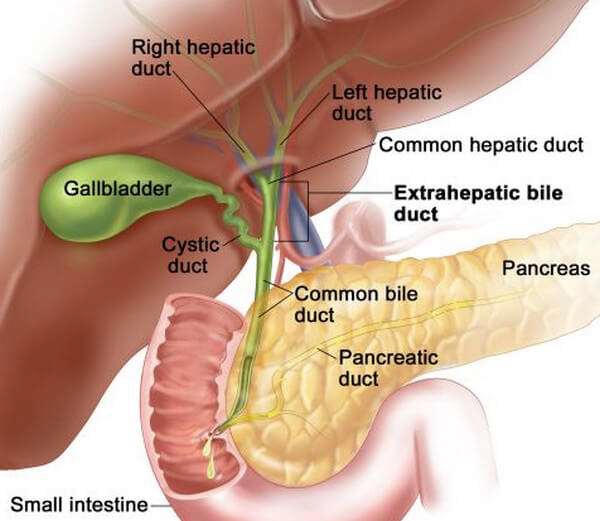 Right hepatic
duct
Left hepatic
duct
Common hepatic duct
Gallbladder
Extrahepatic bile
duct
Cystic
duct
Pancreas
Common bile
duct
Pancreatic
duct
Small intestine